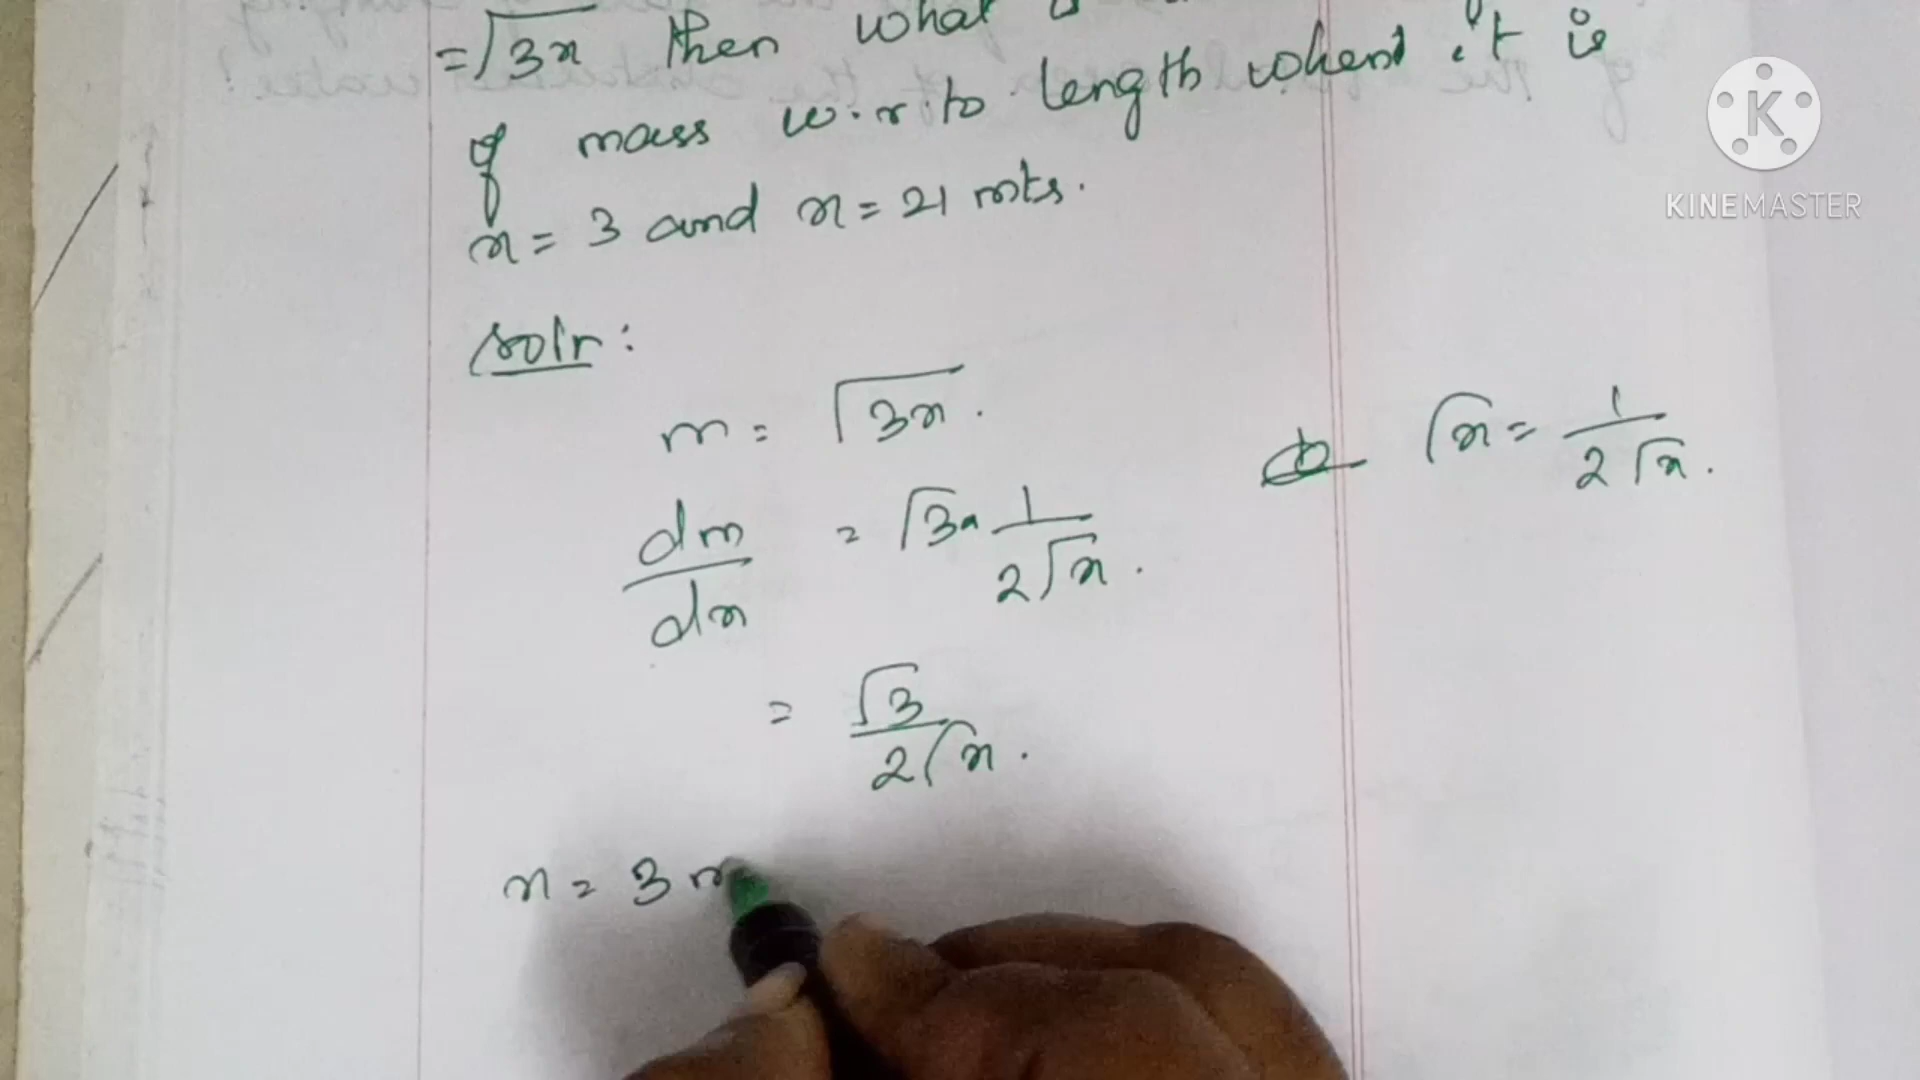 = √3x then what
of mass w.r.to length when it is
x = 3 and x = 21 mts.
KINEMASTER
Soln:
m = √3x.
√x = 1/2√x.
dm/dx = √3 × 1/2√x.
= √3/2√x.
x = 3 m